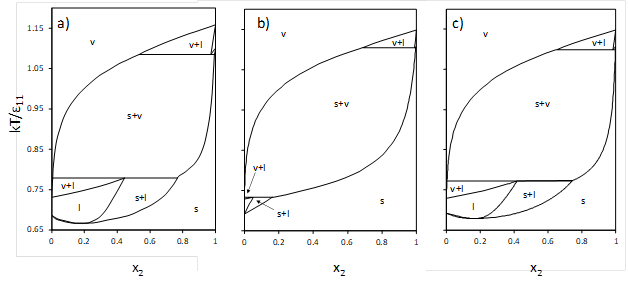 a)
v
v+l
s+v
v+l
l
s+l
s
1.15
1.05
0.95
0.85
0.75
0.65
kT/ε11
0 0.2 0.4 0.6 0.8 1
x2
b)
v
v+l
s+v
v+l
s+l
s
0 0.2 0.4 0.6 0.8 1
x2
c)
v
v+l
s+v
v+l
l
s+l
s
0 0.2 0.4 0.6 0.8 1
x2